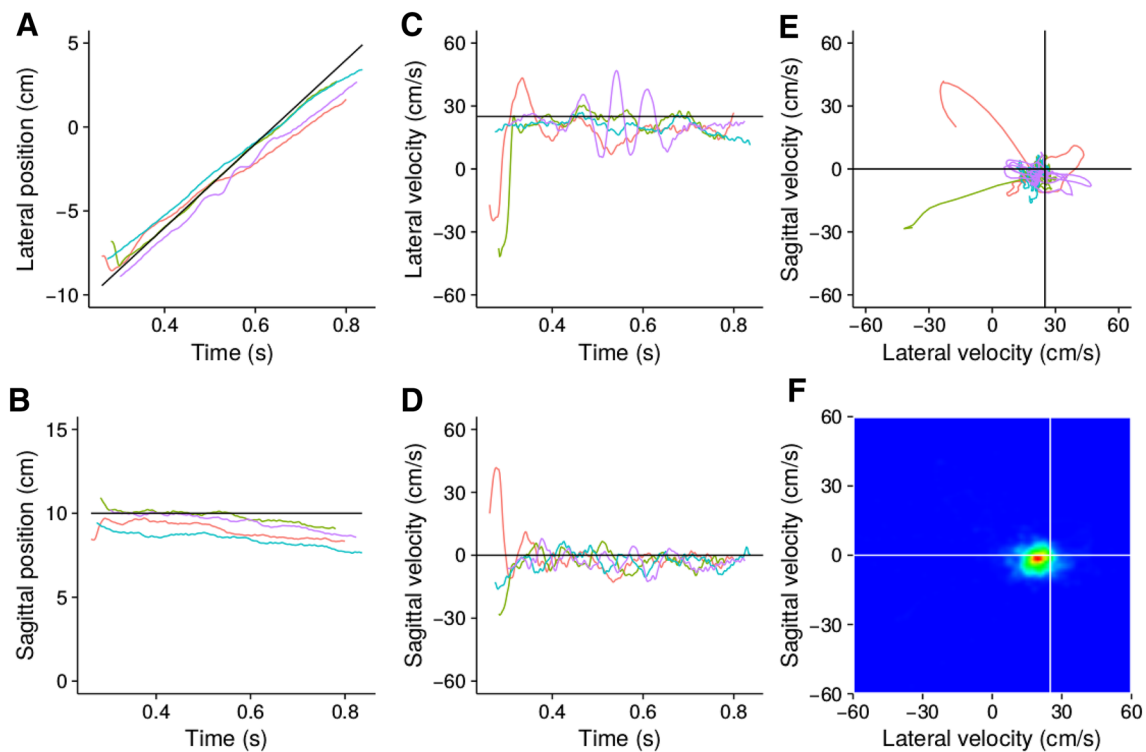 A
Lateral position (cm)
5
0
−5
−10
0.4 0.6 0.8
Time (s)
C
Lateral velocity (cm/s)
60
30
0
−30
−60
0.4 0.6 0.8
Time (s)
E
Sagittal velocity (cm/s)
60
30
0
−30
−60
−60 −30 0 30 60
Lateral velocity (cm/s)
B
Sagittal position (cm)
15
10
5
0
0.4 0.6 0.8
Time (s)
D
Sagittal velocity (cm/s)
60
30
0
−30
−60
0.4 0.6 0.8
Time (s)
F
Sagittal velocity (cm/s)
60
30
0
−30
−60
−60 −30 0 30 60
Lateral velocity (cm/s)